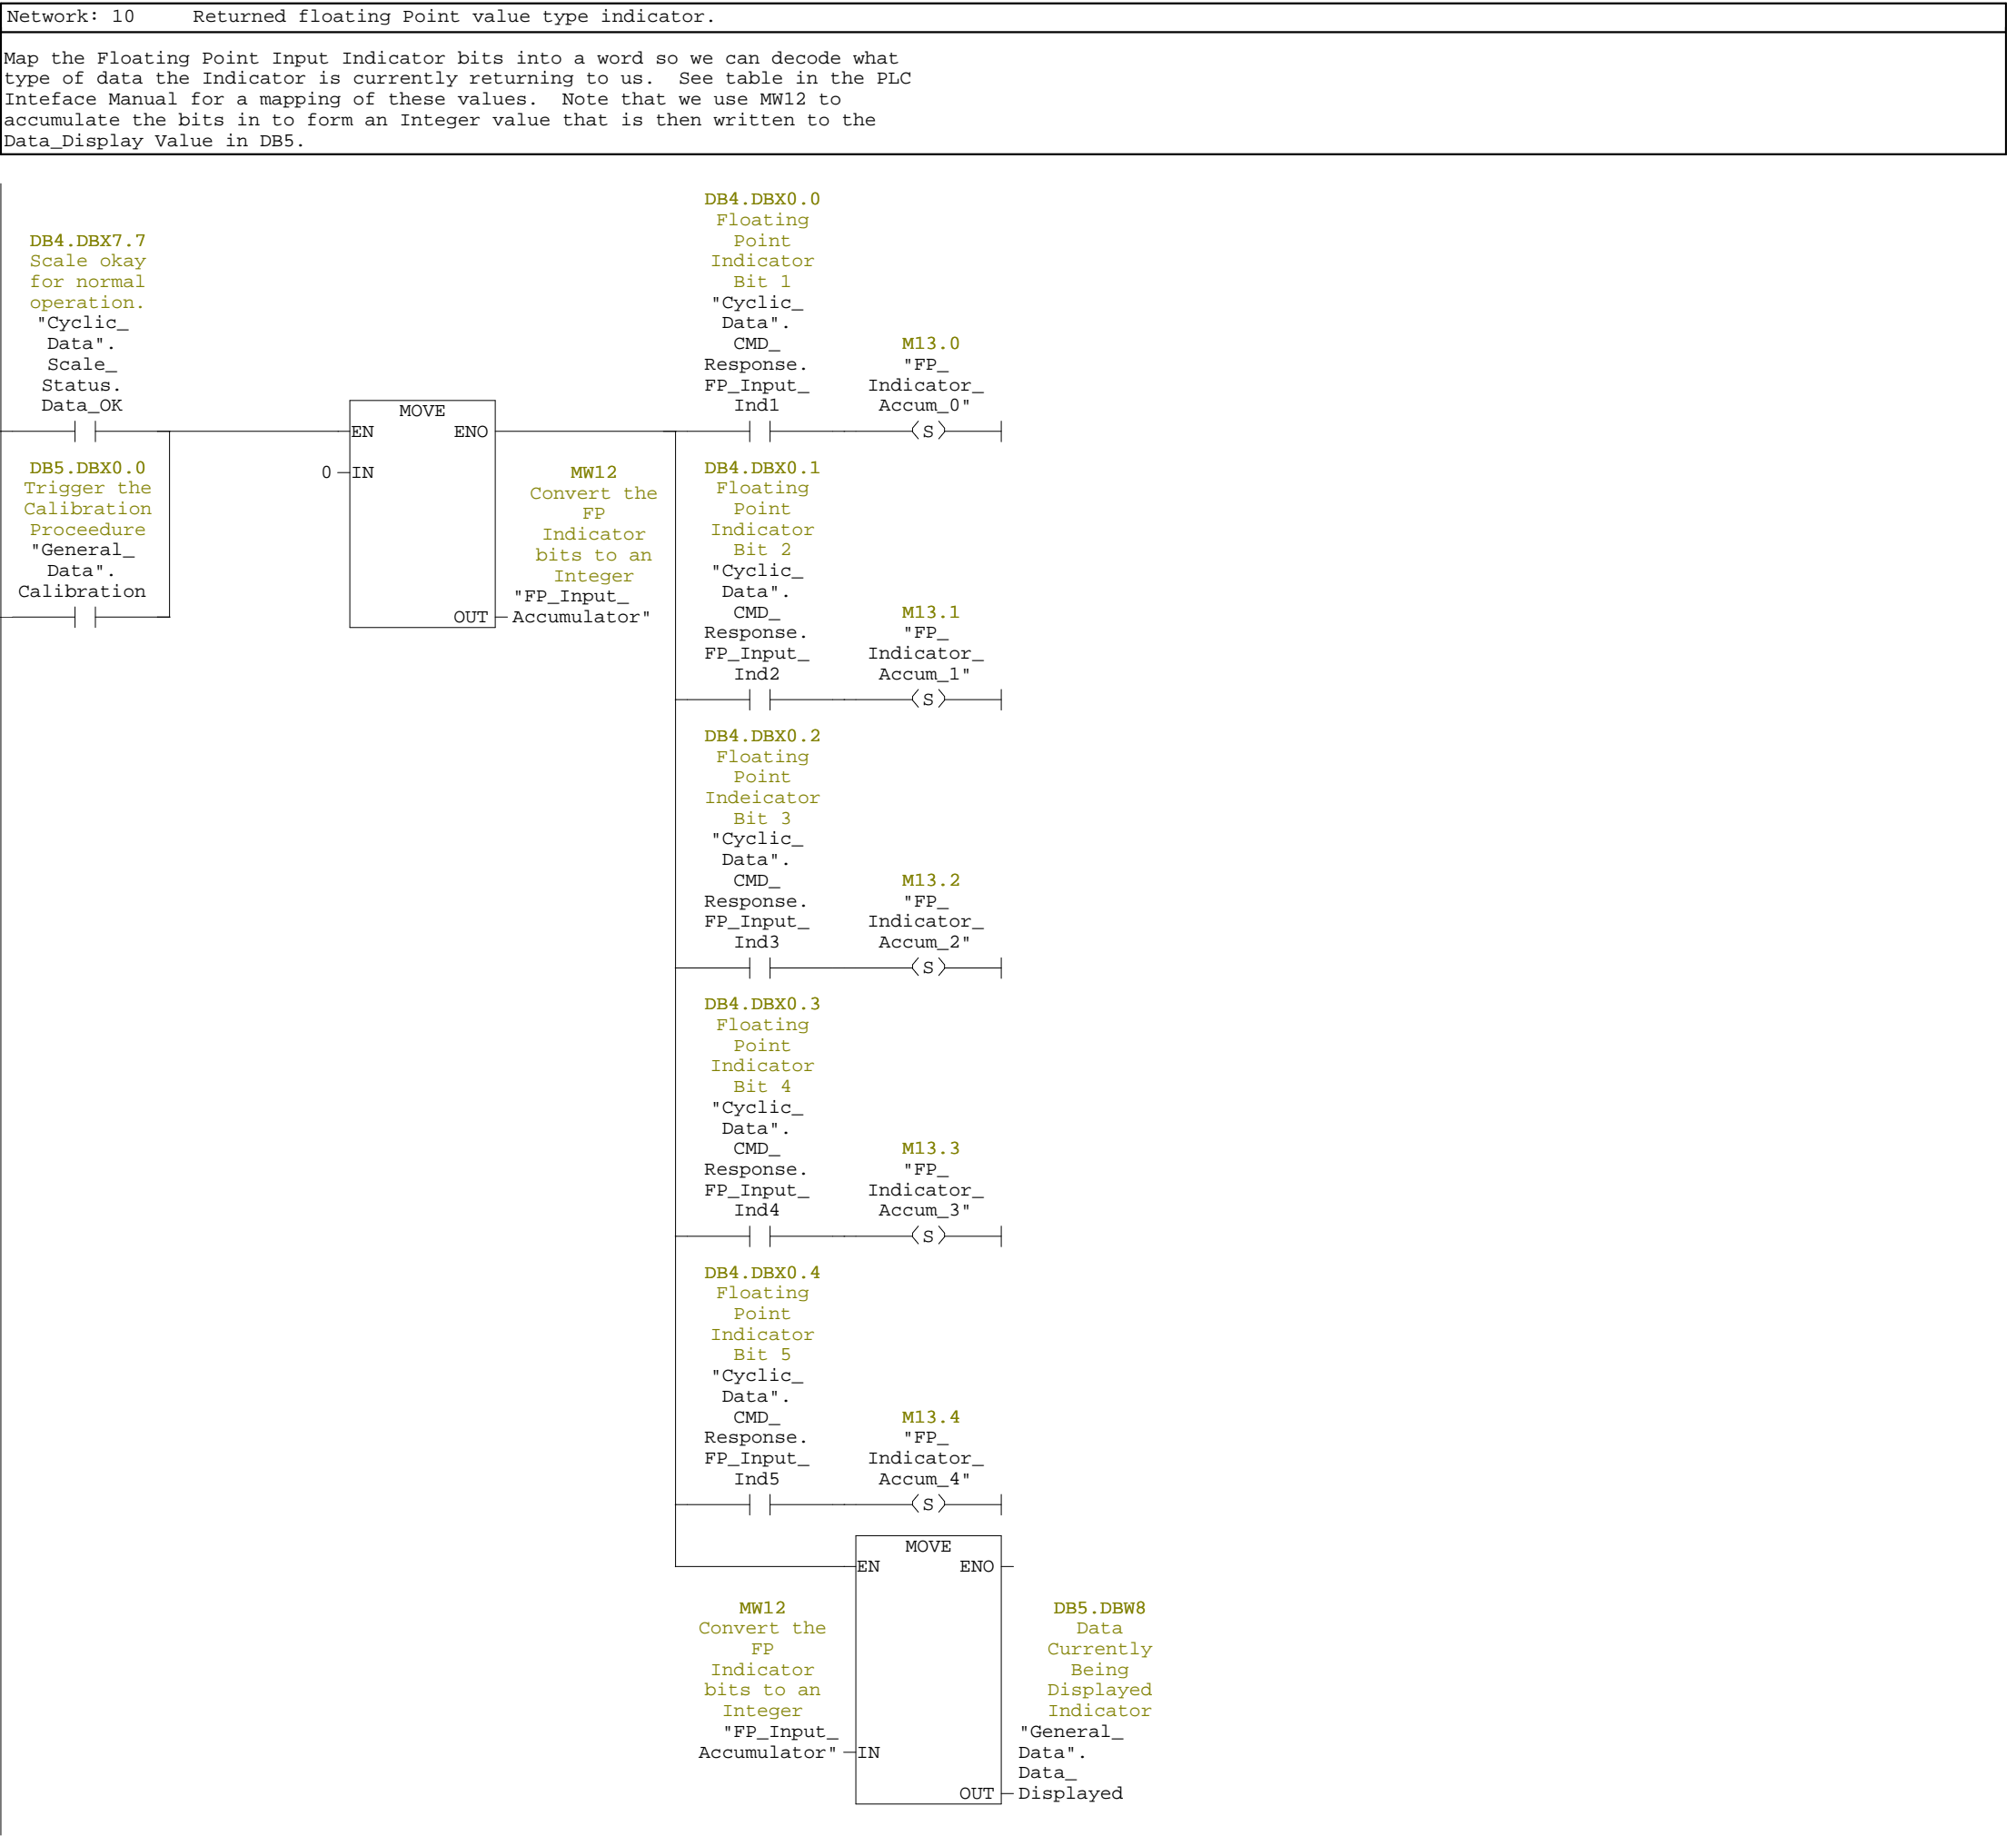 Network: 10 Returned floating Point value type indicator.
Map the Floating Point Input Indicator bits into a word so we can decode what
type of data the Indicator is currently returning to us. See table in the PLC
Inteface Manual for a mapping of these values. Note that we use MW12 to
accumulate the bits in to form an Integer value that is then written to the
Data_Display Value in DB5.
DB4.DBX7.7
Scale okay
for normal
operation.
"Cyclic_
Data".
Scale_
Status.
Data_OK
DB5.DBX0.0
Trigger the
Calibration
Proceedure
"General_
Data".
Calibration
MOVE
EN ENO
0 IN
OUT
MW12
Convert the
FP
Indicator
bits to an
Integer
"FP_Input_
Accumulator"
DB4.DBX0.0
Floating
Point
Indicator
Bit 1
"Cyclic_
Data".
CMD_
Response.
FP_Input_
Ind1
M13.0
"FP_
Indicator_
Accum_0"
S
DB4.DBX0.1
Floating
Point
Indicator
Bit 2
"Cyclic_
Data".
CMD_
Response.
FP_Input_
Ind2
M13.1
"FP_
Indicator_
Accum_1"
S
DB4.DBX0.2
Floating
Point
Indeicator
Bit 3
"Cyclic_
Data".
CMD_
Response.
FP_Input_
Ind3
M13.2
"FP_
Indicator_
Accum_2"
S
DB4.DBX0.3
Floating
Point
Indicator
Bit 4
"Cyclic_
Data".
CMD_
Response.
FP_Input_
Ind4
M13.3
"FP_
Indicator_
Accum_3"
S
DB4.DBX0.4
Floating
Point
Indicator
Bit 5
"Cyclic_
Data".
CMD_
Response.
FP_Input_
Ind5
M13.4
"FP_
Indicator_
Accum_4"
S
MOVE
EN ENO
MW12
Convert the
FP
Indicator
bits to an
Integer
"FP_Input_
Accumulator"
IN
OUT
DB5.DBW8
Data
Currently
Being
Displayed
Indicator
"General_
Data".
Data_
Displayed